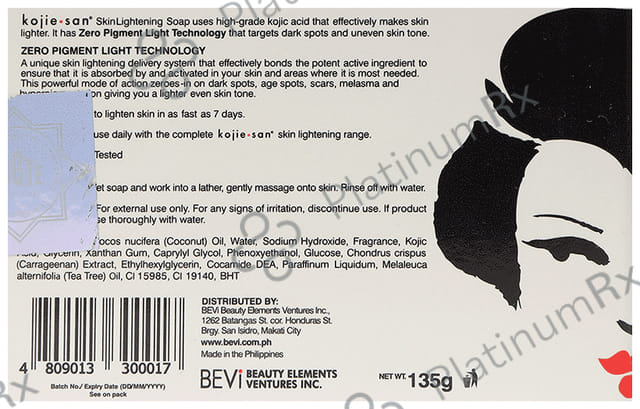 kojie•san® SkinLightening Soap uses high-grade kojic acid that effectively makes skin
lighter. It has Zero Pigment Light Technology that targets dark spots and uneven skin tone.
ZERO PIGMENT LIGHT TECHNOLOGY
A unique skin lightening delivery system that effectively bonds the potent active ingredient to
ensure that it is absorbed by and activated in your skin and areas where it is most needed.
This powerful mode of action zeroes-in on dark spots, age spots, scars, melasma and
on giving you a lighter even skin tone.
to lighten skin in as fast as 7 days.
use daily with the complete kojie•san® skin lightening range.
Tested
et soap and work into a lather, gently massage onto skin. Rinse off with water.
For external use only. For any signs of irritation, discontinue use. If product
se thoroughly with water.
ocos nucifera (Coconut) Oil, Water, Sodium Hydroxide, Fragrance, Kojic
Acid, Glycerin, Xanthan Gum, Caprylyl Glycol, Phenoxyethanol, Glucose, Chondrus crispus
(Carrageenan) Extract, Ethylhexylglycerin, Cocamide DEA, Paraffinum Liquidum, Melaleuca
alternifolia (Tea Tree) Oil, CI 15985, CI 19140, BHT
DISTRIBUTED BY:
BEVi Beauty Elements Ventures Inc.,
1262 Batangas St. cor. Honduras St.
Brgy. San Isidro, Makati City
www.bevi.com.ph
Made in the Philippines
4 809013 300017
Batch No./ Expiry Date (DD/MM/YYYY)
See on pack
BEVi BEAUTY ELEMENTS
VENTURES INC.
NET WT. 135g
PlatinumRx
PlatinumRx
PlatinumRx